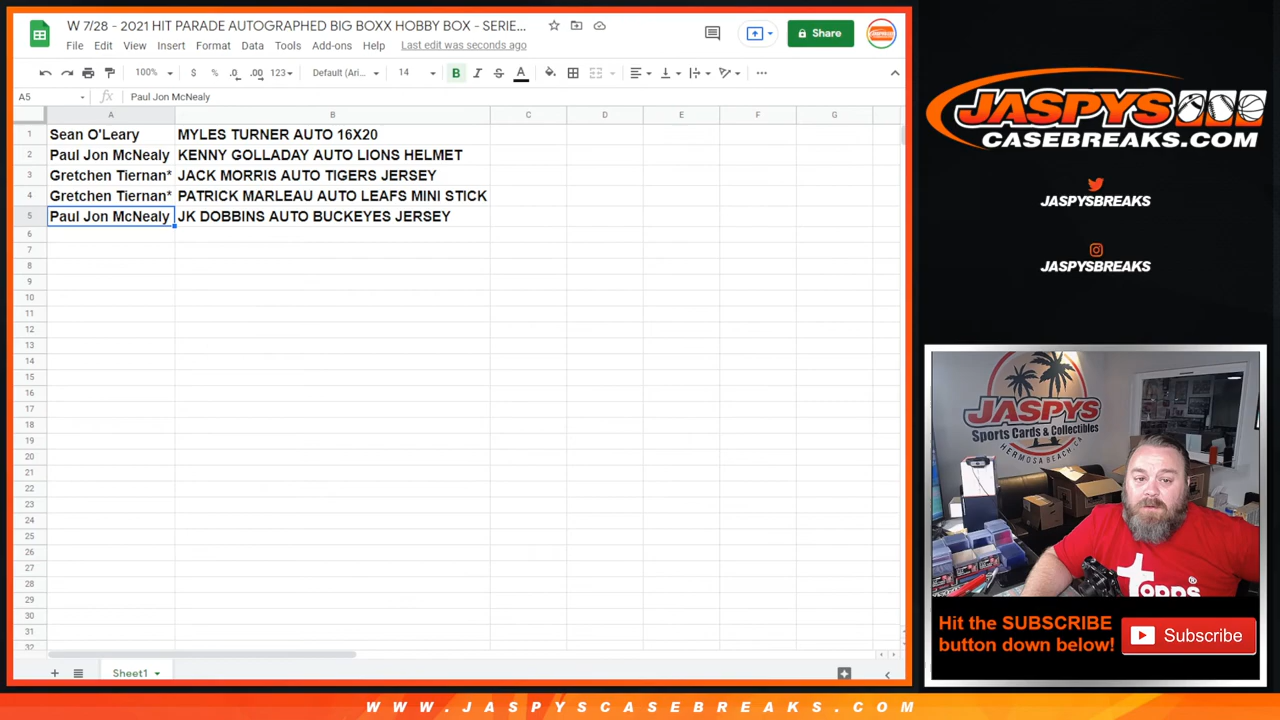 W 7/28 - 2021 HIT PARADE AUTOGRAPHED BIG BOXX HOBBY BOX - SERIE...
File Edit View Insert Format Data Tools Add-ons Help Last edit was seconds ago
Share
100% $ % .0 .00 123 Default (Ari... 14 B I S A
A5 fx Paul Jon McNealy
A B C D E F G
1 Sean O'Leary MYLES TURNER AUTO 16X20
2 Paul Jon McNealy KENNY GOLLADAY AUTO LIONS HELMET
3 Gretchen Tiernan* JACK MORRIS AUTO TIGERS JERSEY
4 Gretchen Tiernan* PATRICK MARLEAU AUTO LEAFS MINI STICK
5 Paul Jon McNealy JK DOBBINS AUTO BUCKEYES JERSEY
6
7
8
9
10
11
12
13
14
15
16
17
18
19
20
21
22
23
24
25
26
27
28
29
30
31
32
Sheet1
JASPYS
CASEBREAKS.COM
JASPYSBREAKS
JASPYSBREAKS
JASPYS
Sports Cards & Collectibles
HERMOSA BEACH, CA
Topps
Hit the SUBSCRIBE
button down below!
Subscribe
WWW.JASPYSCASEBREAKS.COM